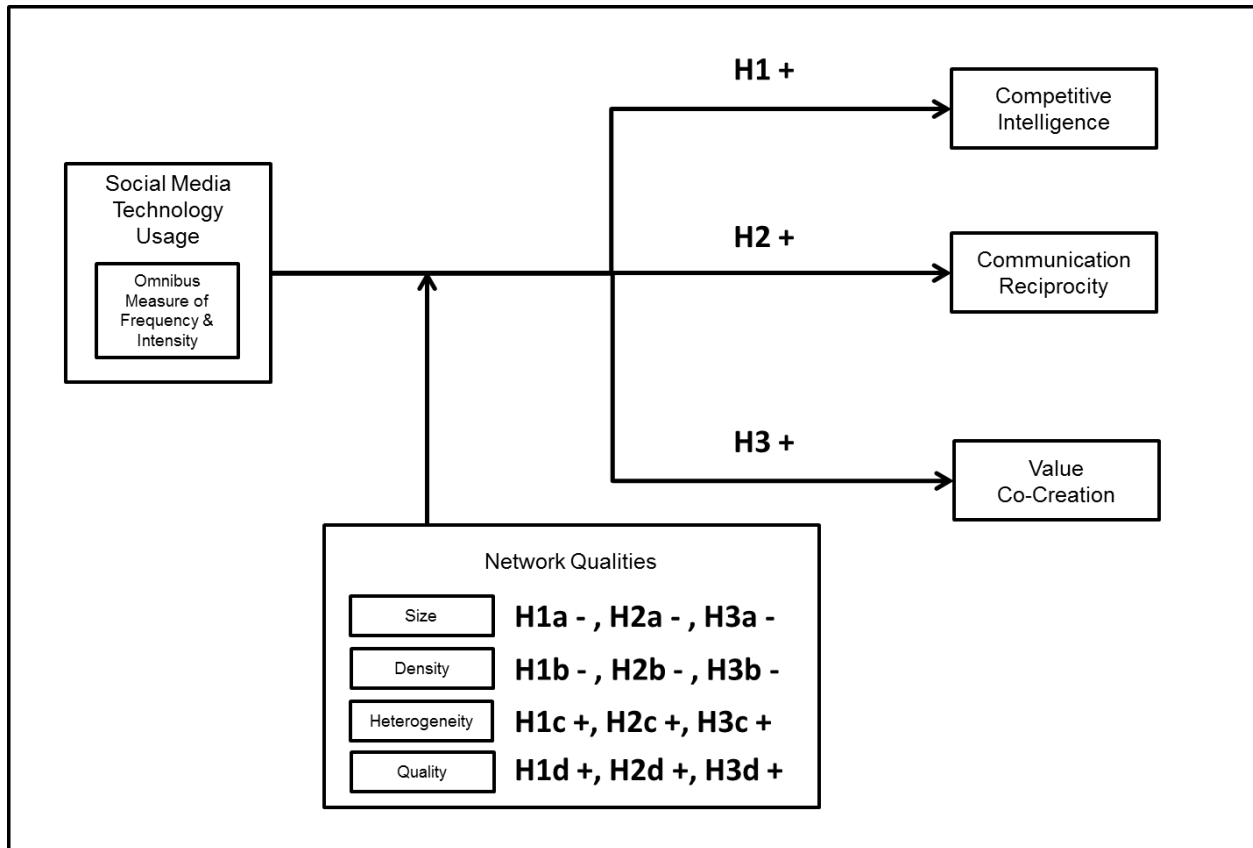 H1 +
Competitive
Intelligence
Social Media
Technology
Usage
Omnibus
Measure of
Frequency &
Intensity
H2 +
Communication
Reciprocity
H3 +
Value
Co-Creation
Network Qualities
Size
H1a - , H2a - , H3a -
Density
H1b - , H2b - , H3b -
Heterogeneity
H1c +, H2c +, H3c +
Quality
H1d +, H2d +, H3d +